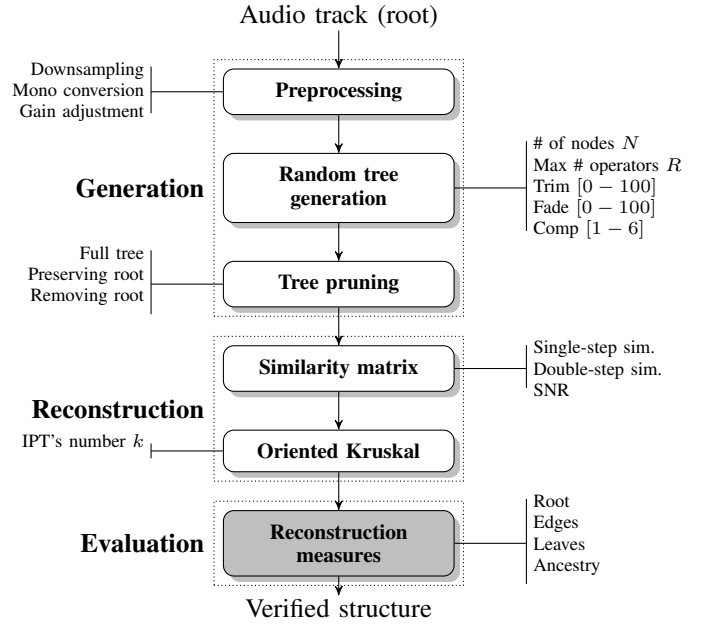 Audio track (root)
Downsampling
Mono conversion
Gain adjustment
Preprocessing
Generation
Random tree
generation
# of nodes N
Max # operators R
Trim [0 − 100]
Fade [0 − 100]
Comp [1 − 6]
Full tree
Preserving root
Removing root
Tree pruning
Similarity matrix
Single-step sim.
Double-step sim.
SNR
Reconstruction
IPT's number k
Oriented Kruskal
Evaluation
Reconstruction
measures
Root
Edges
Leaves
Ancestry
Verified structure